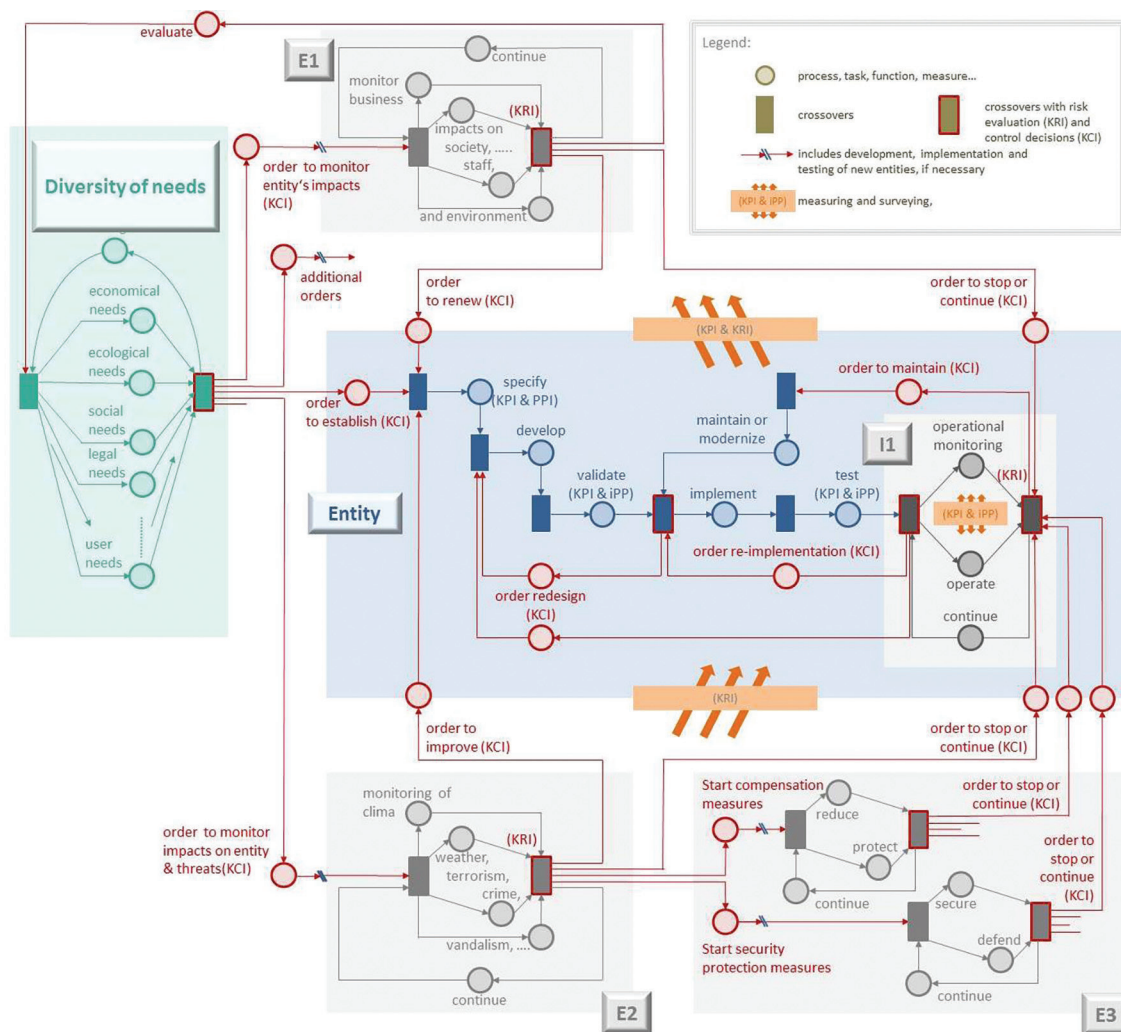 evaluate
E1
continue
monitor
business
(KRI)
impacts on
society, .....
staff,
and environment
Legend:
process, task, function, measure...
crossovers
crossovers with risk
evaluation (KRI) and
control decisions (KCI)
includes development, implementation and
testing of new entities, if necessary
(KPI & iPP)
measuring and surveying,
Diversity of needs
order to monitor
entity's impacts
(KCI)
additional
orders
economical
needs
ecological
needs
social
needs
legal
needs
user
needs
order
to renew (KCI)
order to stop or
continue (KCI)
(KPI & KRI)
order
to establish (KCI)
specify
(KPI & PPI)
develop
validate
(KPI & iPP)
implement
maintain or
modernize
test
(KPI & iPP)
order to maintain (KCI)
I1
operational
monitoring
(KRI)
(KPI & iPP)
operate
continue
Entity
order re-implementation (KCI)
order redesign
(KCI)
(KRI)
order to
improve (KCI)
order to stop or
continue (KCI)
order to monitor
impacts on entity
& threats(KCI)
monitoring of
clima
(KRI)
weather,
terrorism,
crime,
vandalism, ....
continue
E2
Start compensation
measures
reduce
protect
continue
order to stop or
continue (KCI)
order to
stop or
continue
(KCI)
secure
defend
continue
Start security
protection measures
E3